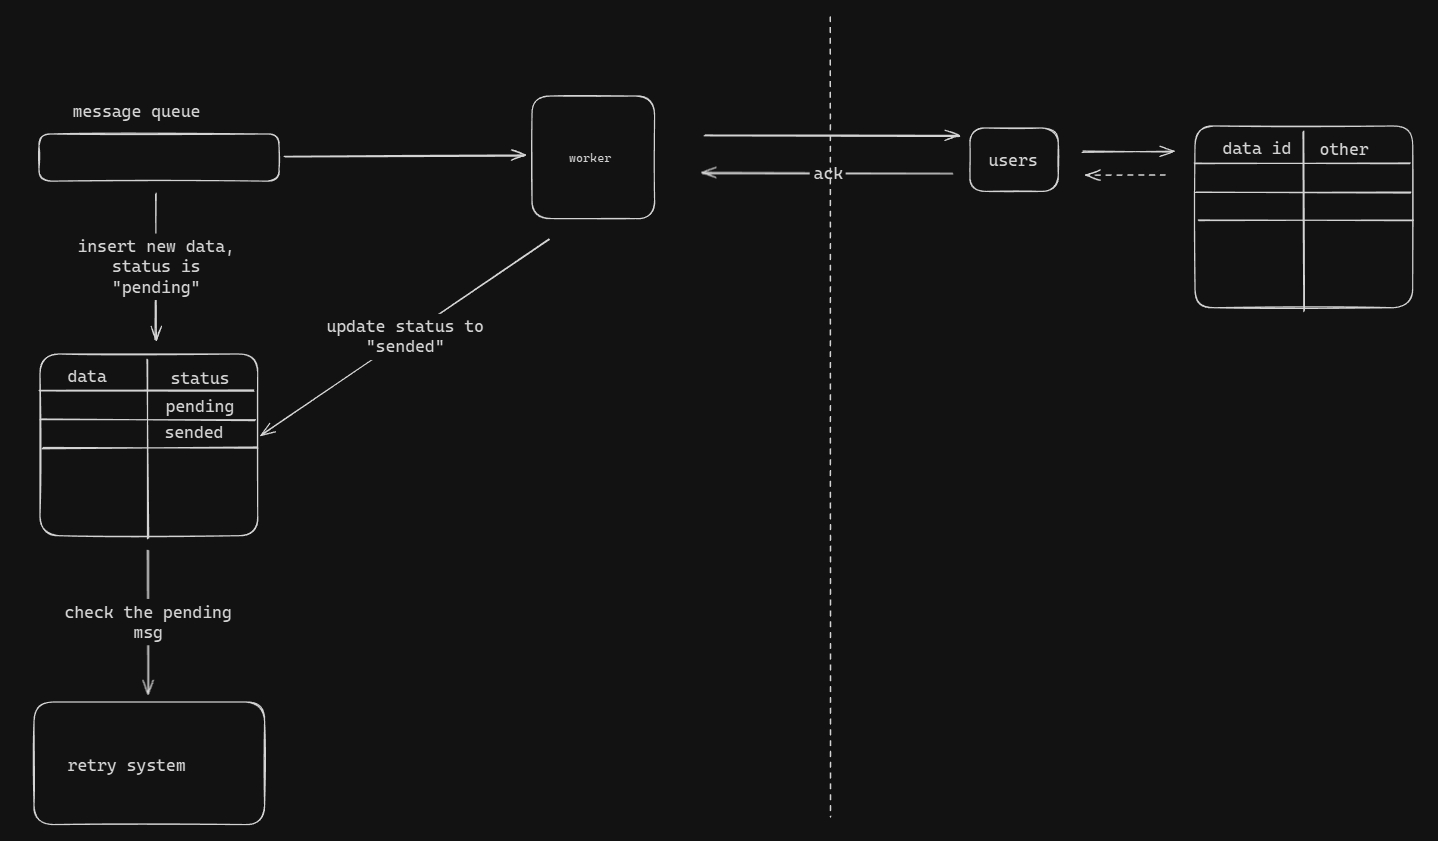 message queue
worker
ack
users
data id
other
insert new data,
status is
"pending"
update status to
"sended"
data
status
pending
sended
check the pending
msg
retry system